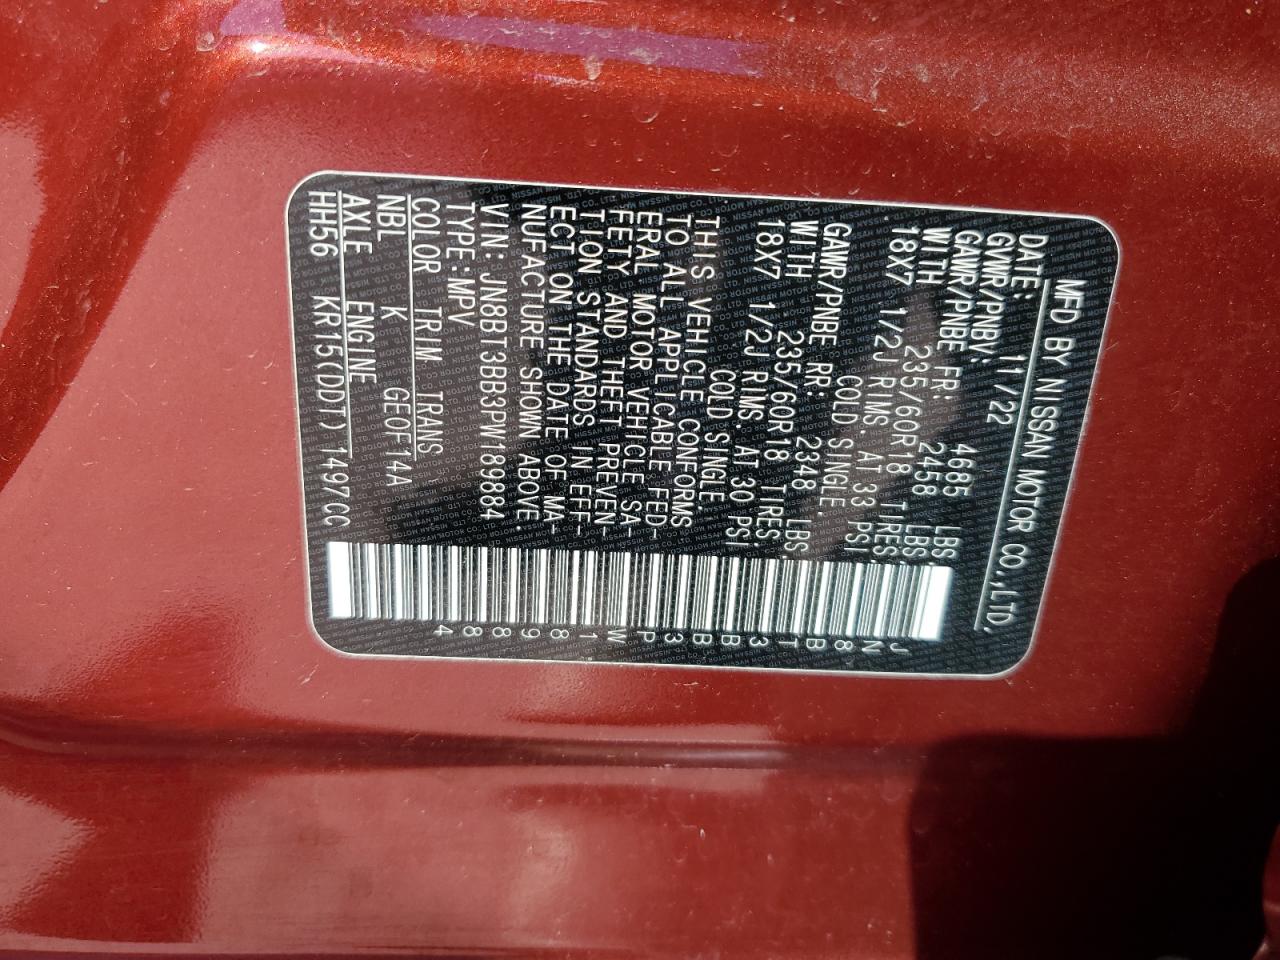 MFD BY NISSAN MOTOR CO.,LTD.
DATE: 11/22
GVWR/PNBV: 4685 LBS.
GAWR/PNBE FR: 2458 LBS.
WITH 235/60R18 TIRES,
18X7 1/2J RIMS. AT 33 PSI.
COLD SINGLE.
GAWR/PNBE RR: 2348 LBS.
WITH 235/60R18 TIRES,
18X7 1/2J RIMS. AT 30 PSI.
COLD SINGLE
THIS VEHICLE CONFORMS
TO ALL APPLICABLE FED-
ERAL MOTOR VEHICLE SA-
FETY AND THEFT PREVEN-
TION STANDARDS IN EFF-
ECT ON THE DATE OF MA-
NUFACTURE SHOWN ABOVE.
VIN: JN8BT3BB3PW189884
TYPE:MPV
COLOR TRIM TRANS
NBL K GE0F14A
AXLE ENGINE
HH56 KR15(DDT)1497CC
JN8BT3BB3PW189884